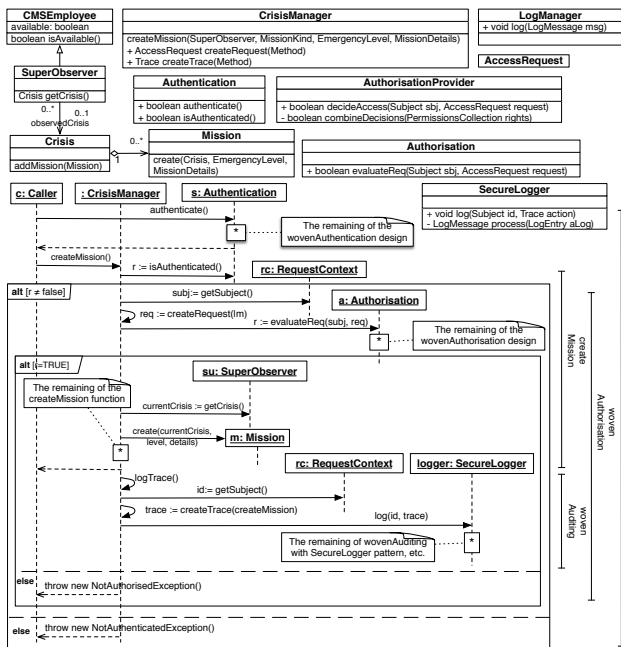 CMSEmployee
available: boolean
boolean isAvailable()
CrisisManager
createMission(SuperObserver, MissionKind, EmergencyLevel, MissionDetails)
+ AccessRequest createRequest(Method)
+ Trace createTrace(Method)
LogManager
+ void log(LogMessage msg)
AccessRequest
SuperObserver
Crisis getCrisis()
Authentication
+ boolean authenticate()
+ boolean isAuthenticated()
AuthorisationProvider
+ boolean decideAccess(Subject sbj, AccessRequest request)
- boolean combineDecisions(PermissionsCollection rights)
0..*
0..1
observedCrisis
Crisis
addMission(Mission)
1
0..*
Mission
create(Crisis, EmergencyLevel,
MissionDetails)
Authorisation
+ boolean evaluateReq(Subject sbj, AccessRequest request)
SecureLogger
+ void log(Subject id, Trace action)
- LogMessage process(LogEntry aLog)
c: Caller
: CrisisManager
s: Authentication
authenticate()
*
The remaining of the
wovenAuthentication design
createMission()
r := isAuthenticated()
rc: RequestContext
alt [r ≠ false]
subj:= getSubject()
a: Authorisation
req := createRequest(lm)
r := evaluateReq(subj, req)
*
The remaining of the
wovenAuthorisation design
alt [r=TRUE]
su: SuperObserver
The remaining of the
createMission function
currentCrisis := getCrisis()
create(currentCrisis,
level, details)
m: Mission
*
rc: RequestContext
logger: SecureLogger
logTrace()
id:= getSubject()
trace := createTrace(createMission)
log(id, trace)
*
The remaining of wovenAuditing
with SecureLogger pattern, etc.
else
throw new NotAuthorisedException()
else
throw new NotAuthenticatedException()
create
Mission
woven
Authorisation
woven
Auditing